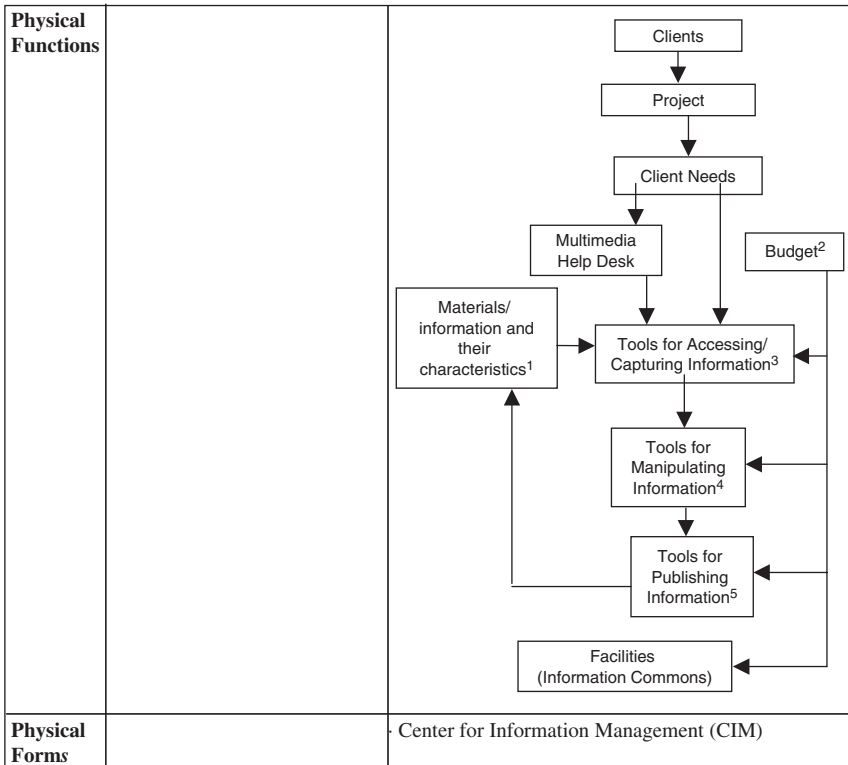 Physical
Functions
Clients
Project
Client Needs
Multimedia
Help Desk
Budget²
Materials/
information and
their
characteristics¹
Tools for Accessing/
Capturing Information³
Tools for
Manipulating
Information⁴
Tools for
Publishing
Information⁵
Facilities
(Information Commons)
Physical
Forms
· Center for Information Management (CIM)